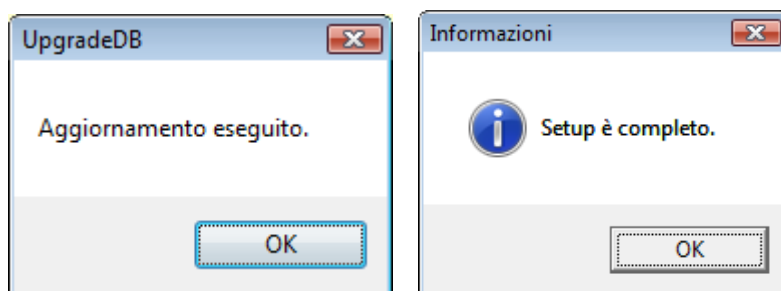 UpgradeDB
Aggiornamento eseguito.
OK
Informazioni
Setup è completo.
OK